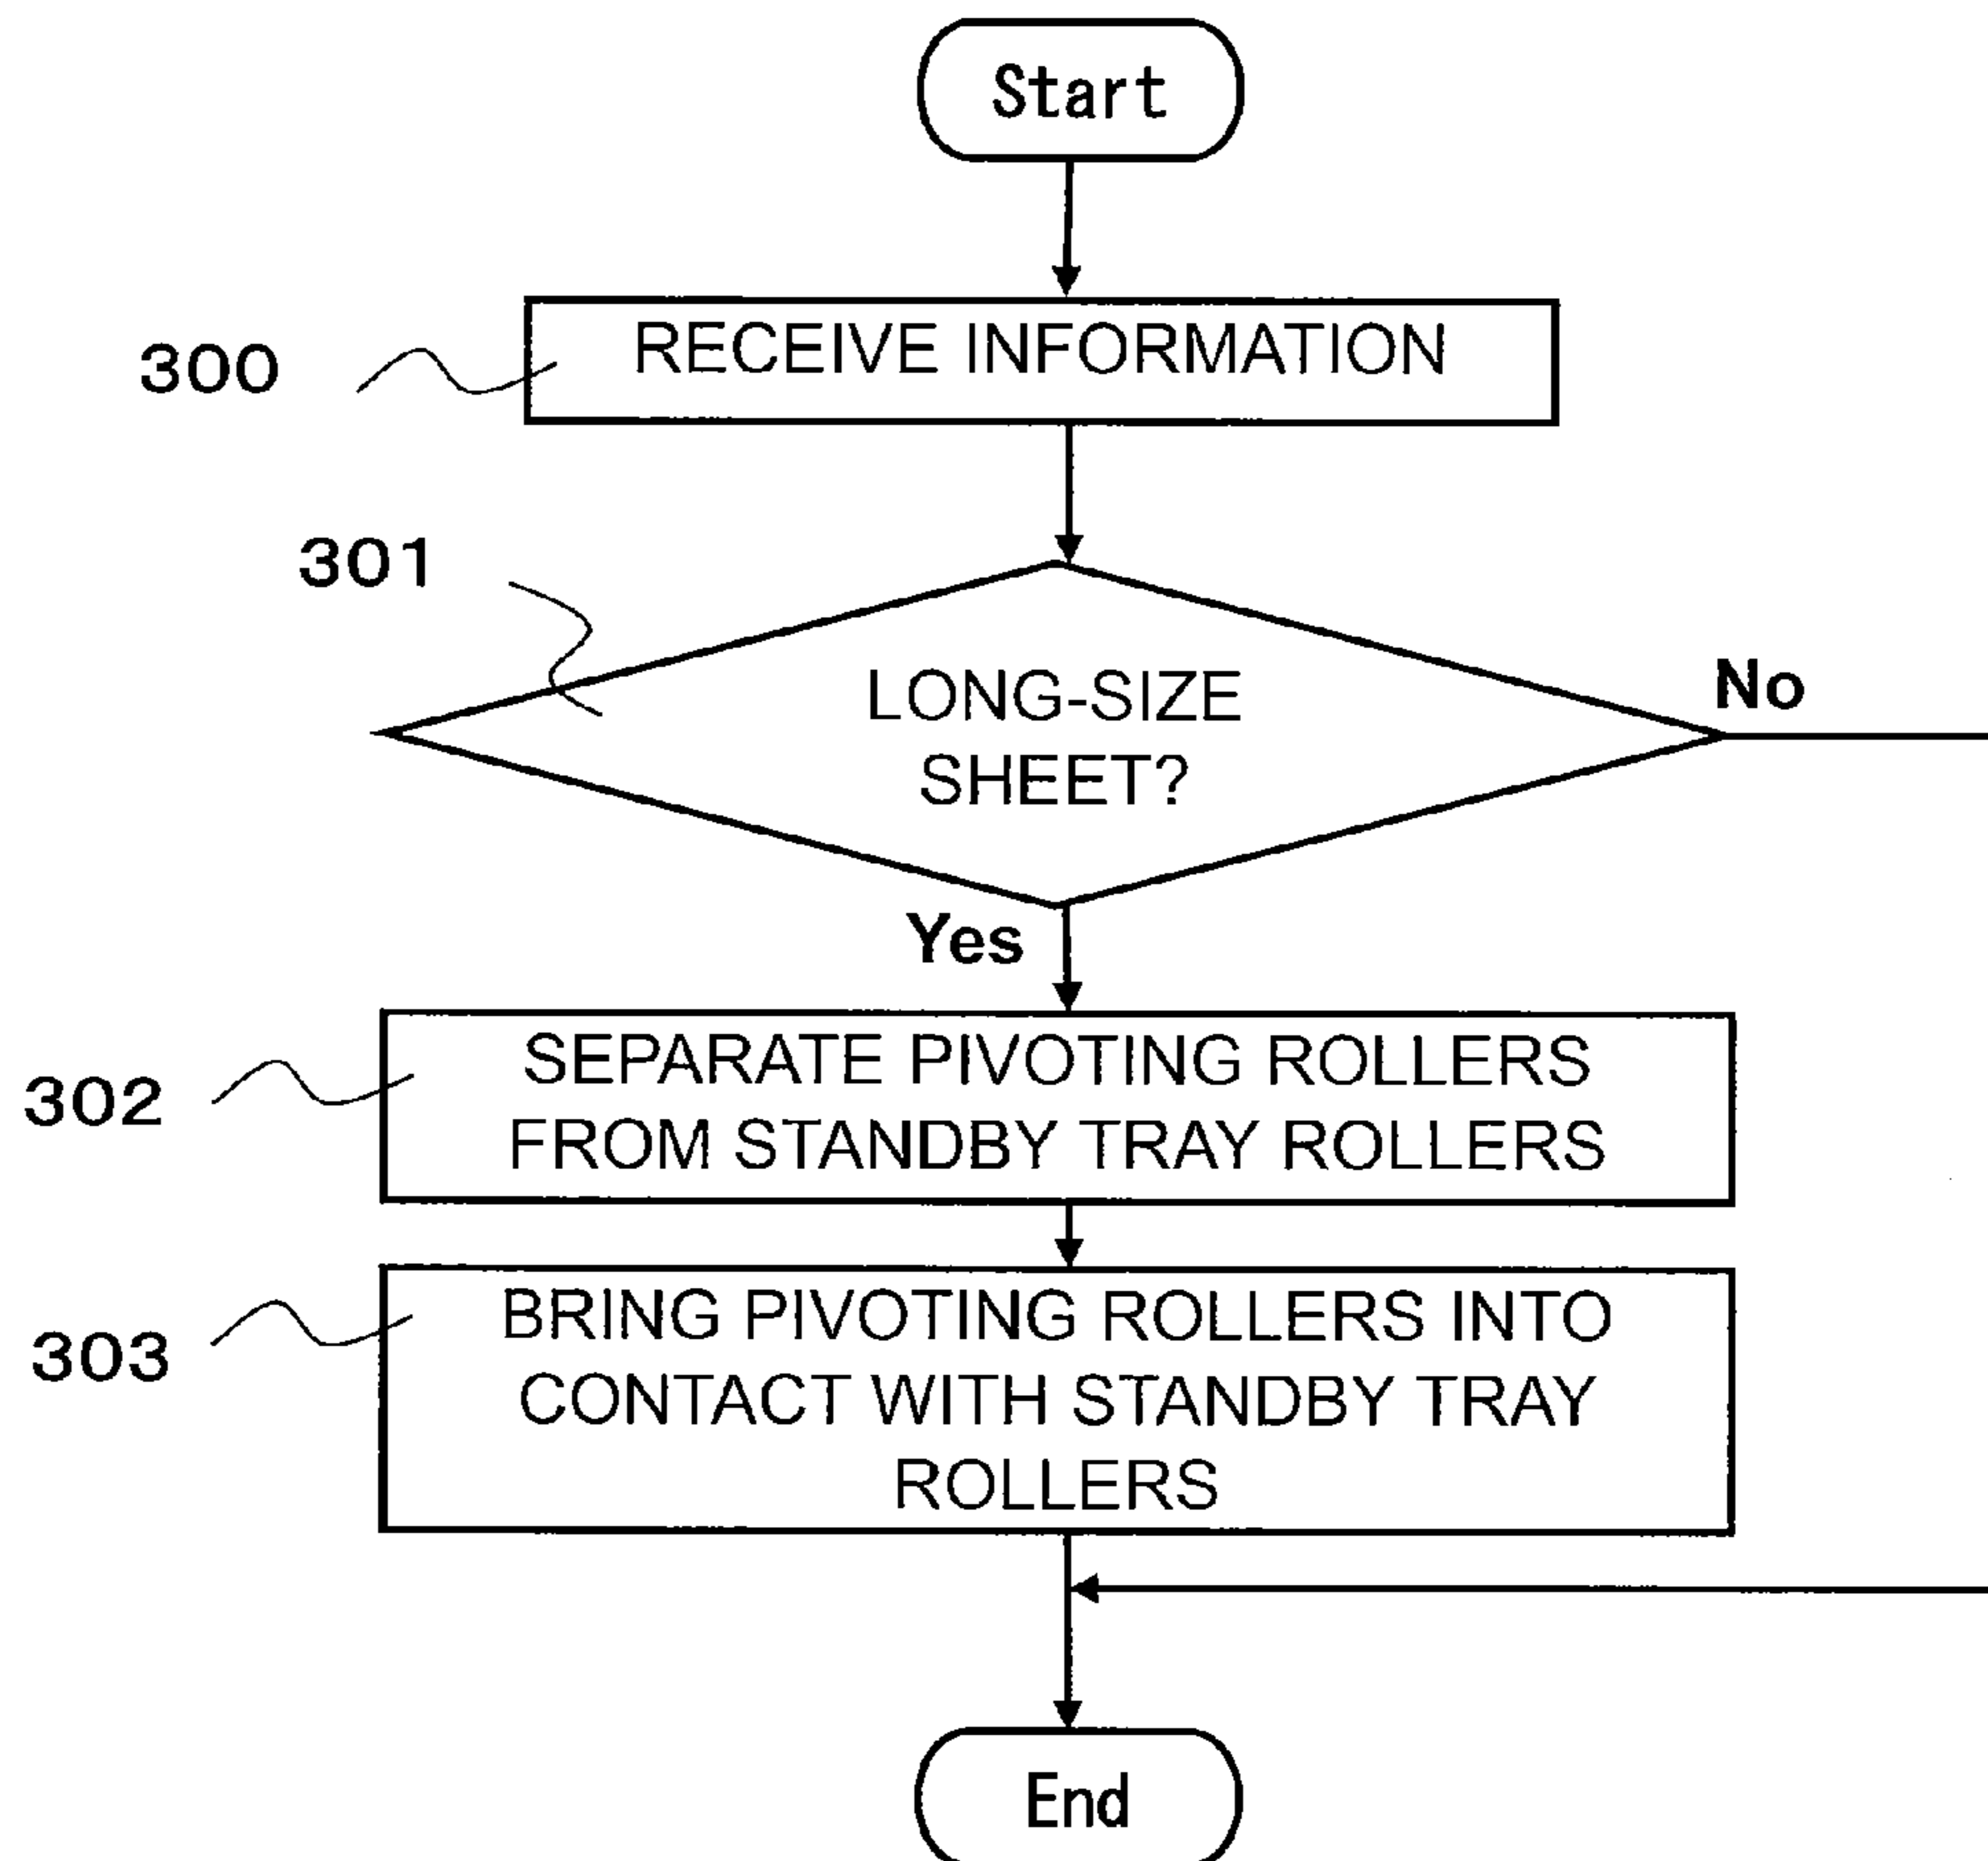 Start
300
RECEIVE INFORMATION
301
LONG-SIZE
SHEET?
No
Yes
302
SEPARATE PIVOTING ROLLERS
FROM STANDBY TRAY ROLLERS
303
BRING PIVOTING ROLLERS INTO
CONTACT WITH STANDBY TRAY
ROLLERS
End